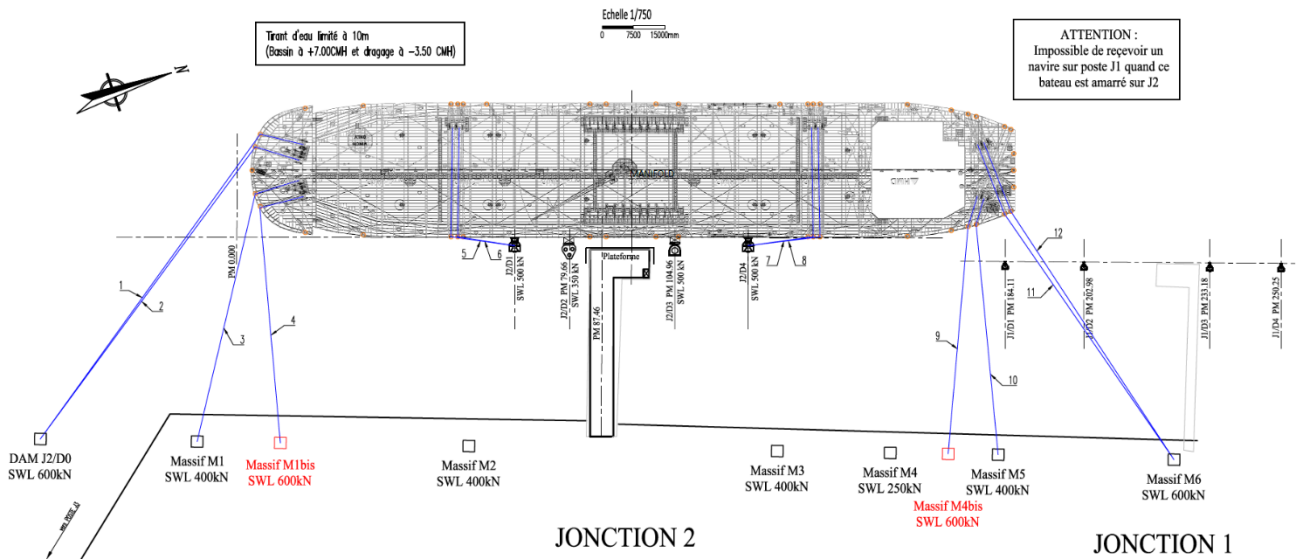 Echelle 1/750
0 7500 15000mm
Tirant d'eau limité à 10m
(Bassin à +7.00CMH et dragage à -3.50 CMH)
ATTENTION :
Impossible de reçevoir un
navire sur poste J1 quand ce
bateau est amarré sur J2
N
MANIFOLD
PM 0.000
1
2
3
4
5
6
7
8
9
10
11
12
J2/D1
SWL 500 kN
J2/D2 PM 79.66
SWL 350 kN
Plateforme
PM 87.46
J2/D3 PM 104.96
SWL 500 kN
J2/D4
SWL 500 kN
J1/D1 PM 184.11
J1/D2 PM 202.98
J1/D3 PM 233.18
J1/D4 PM 250.25
DAM J2/D0
SWL 600kN
Massif M1
SWL 400kN
Massif M1bis
SWL 600kN
Massif M2
SWL 400kN
Massif M3
SWL 400kN
Massif M4
SWL 250kN
Massif M4bis
SWL 600kN
Massif M5
SWL 400kN
Massif M6
SWL 600kN
JONCTION 2
JONCTION 1